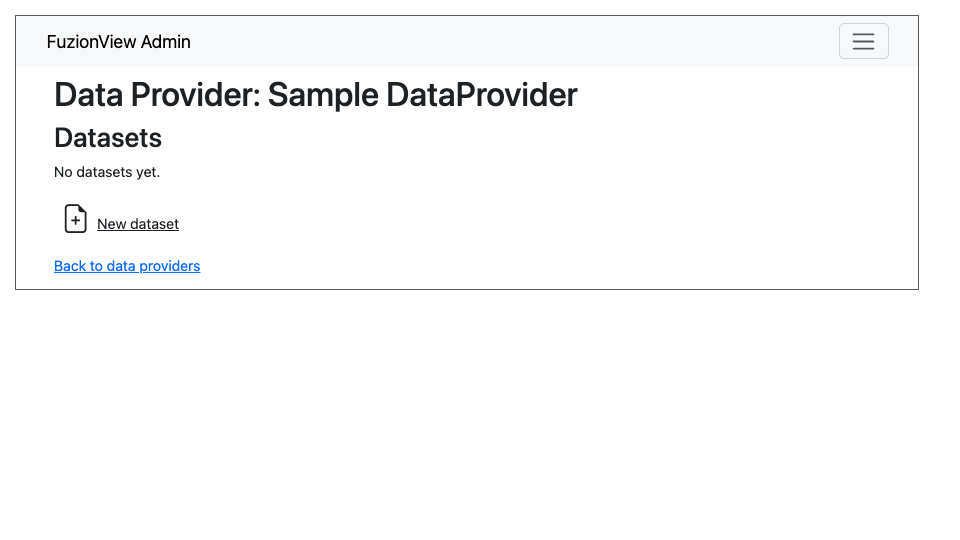 FuzionView Admin
Data Provider: Sample DataProvider
Datasets
No datasets yet.
New dataset
Back to data providers